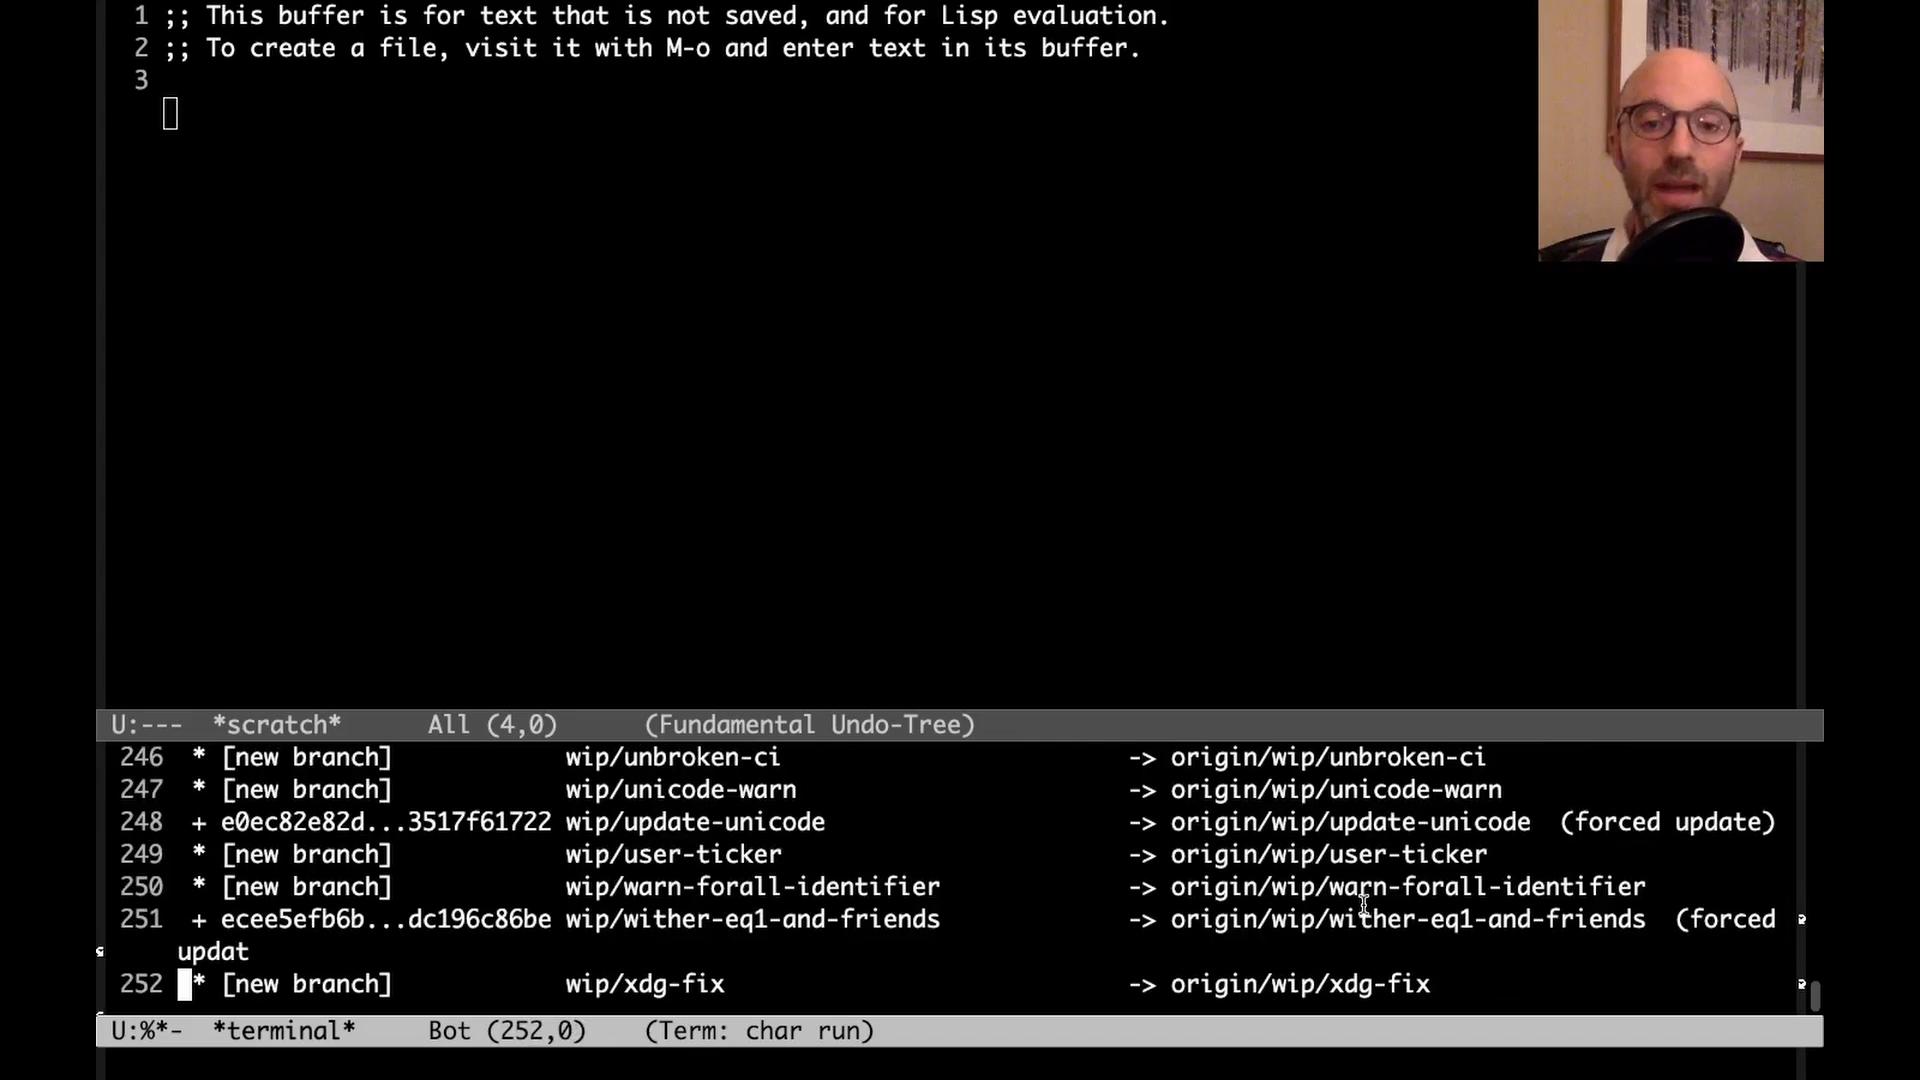 1 ;; This buffer is for text that is not saved, and for Lisp evaluation.
2 ;; To create a file, visit it with M-o and enter text in its buffer.
3
U:--- *scratch* All (4,0) (Fundamental Undo-Tree)
246 * [new branch] wip/unbroken-ci -> origin/wip/unbroken-ci
247 * [new branch] wip/unicode-warn -> origin/wip/unicode-warn
248 + e0ec82e82d...3517f61722 wip/update-unicode -> origin/wip/update-unicode (forced update)
249 * [new branch] wip/user-ticker -> origin/wip/user-ticker
250 * [new branch] wip/warn-forall-identifier -> origin/wip/warn-forall-identifier
251 + ecee5efb6b...dc196c86be wip/wither-eq1-and-friends -> origin/wip/wither-eq1-and-friends (forced
updat
252 * [new branch] wip/xdg-fix -> origin/wip/xdg-fix
U:%*- *terminal* Bot (252,0) (Term: char run)